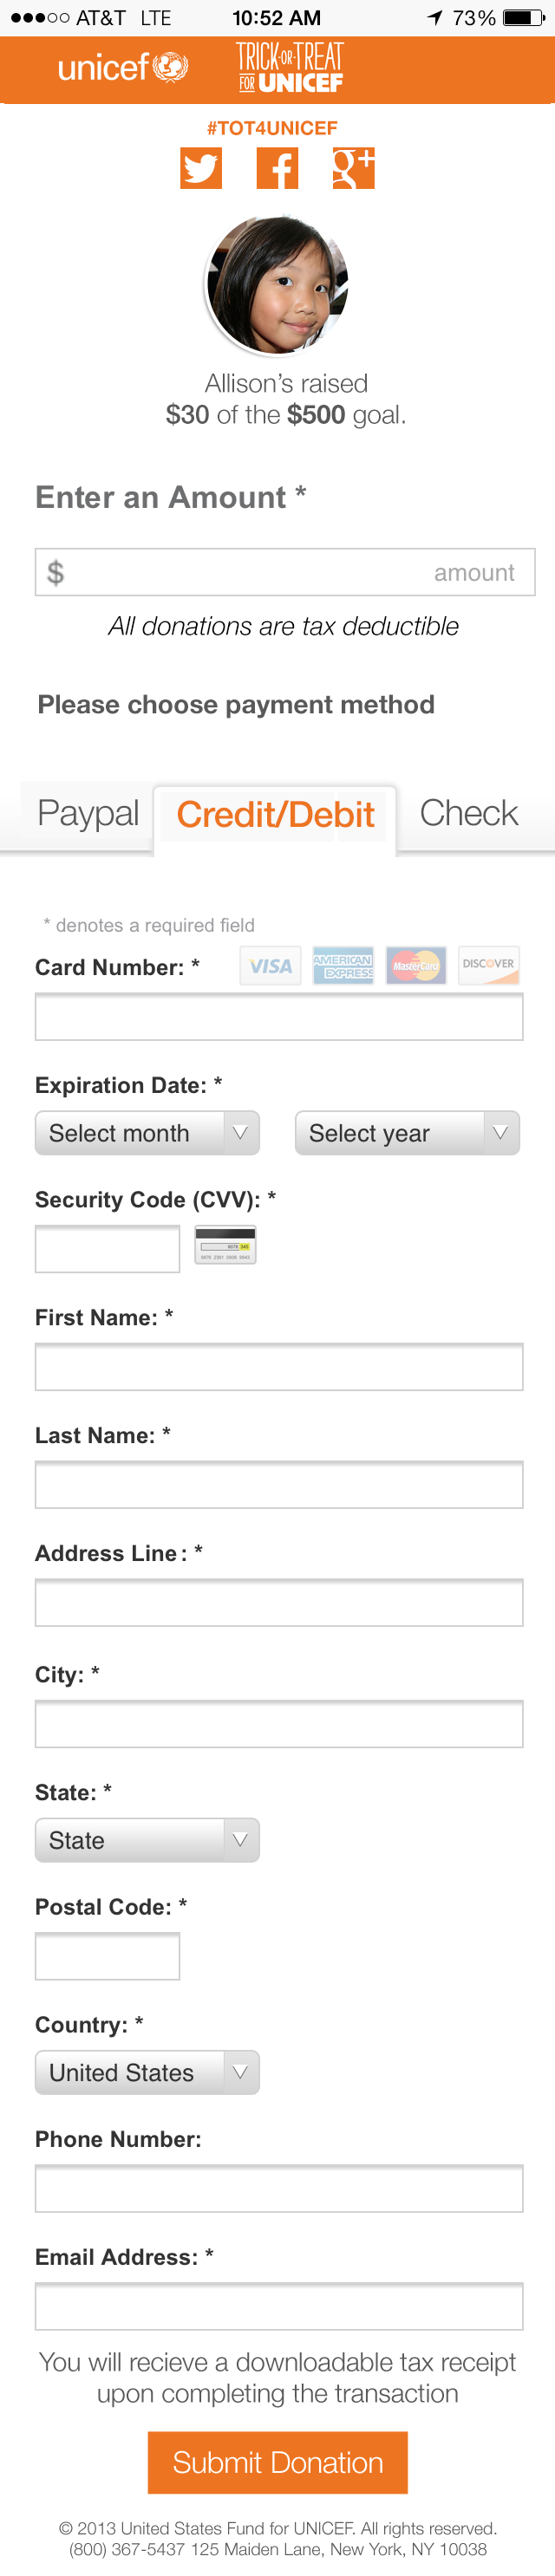 AT&T LTE 10:52 AM 73%
unicef
TRICK-OR-TREAT
FOR UNICEF
#TOT4UNICEF
Allison's raised
$30 of the $500 goal.
Enter an Amount *
$ amount
All donations are tax deductible
Please choose payment method
Paypal Credit/Debit Check
* denotes a required field
Card Number: * VISA AMERICAN EXPRESS MasterCard DISCOVER
Expiration Date: *
Select month Select year
Security Code (CVV): *
First Name: *
Last Name: *
Address Line: *
City: *
State: *
State
Postal Code: *
Country: *
United States
Phone Number:
Email Address: *
You will recieve a downloadable tax receipt
upon completing the transaction
Submit Donation
© 2013 United States Fund for UNICEF. All rights reserved.
(800) 367-5437 125 Maiden Lane, New York, NY 10038